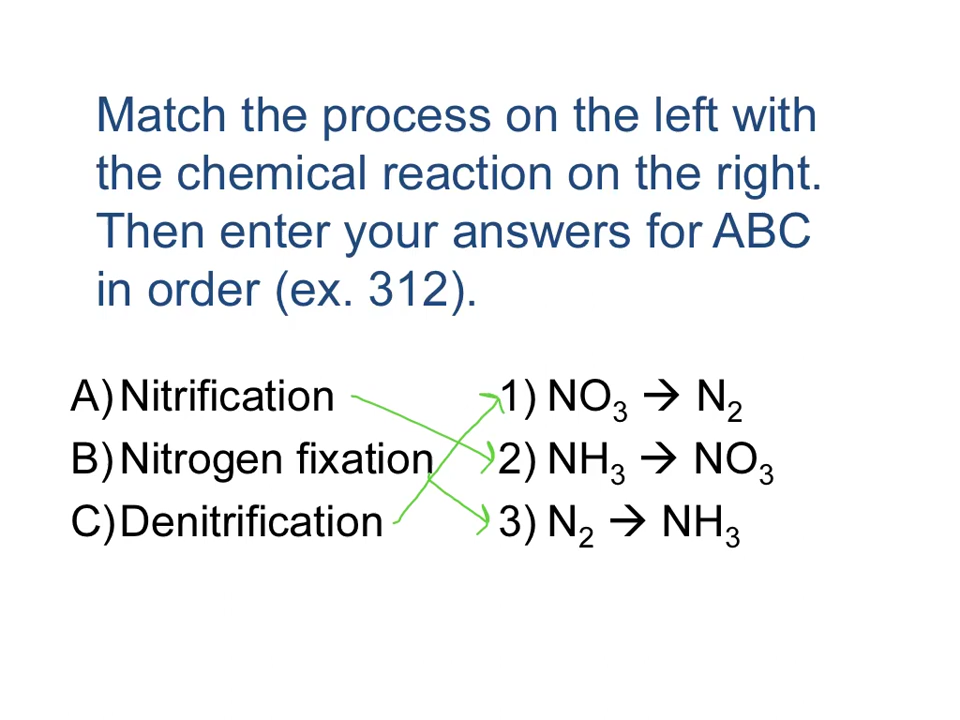 Match the process on the left with
the chemical reaction on the right.
Then enter your answers for ABC
in order (ex. 312).
A) Nitrification 1) NO₃ → N₂
B) Nitrogen fixation 2) NH₃ → NO₃
C) Denitrification 3) N₂ → NH₃